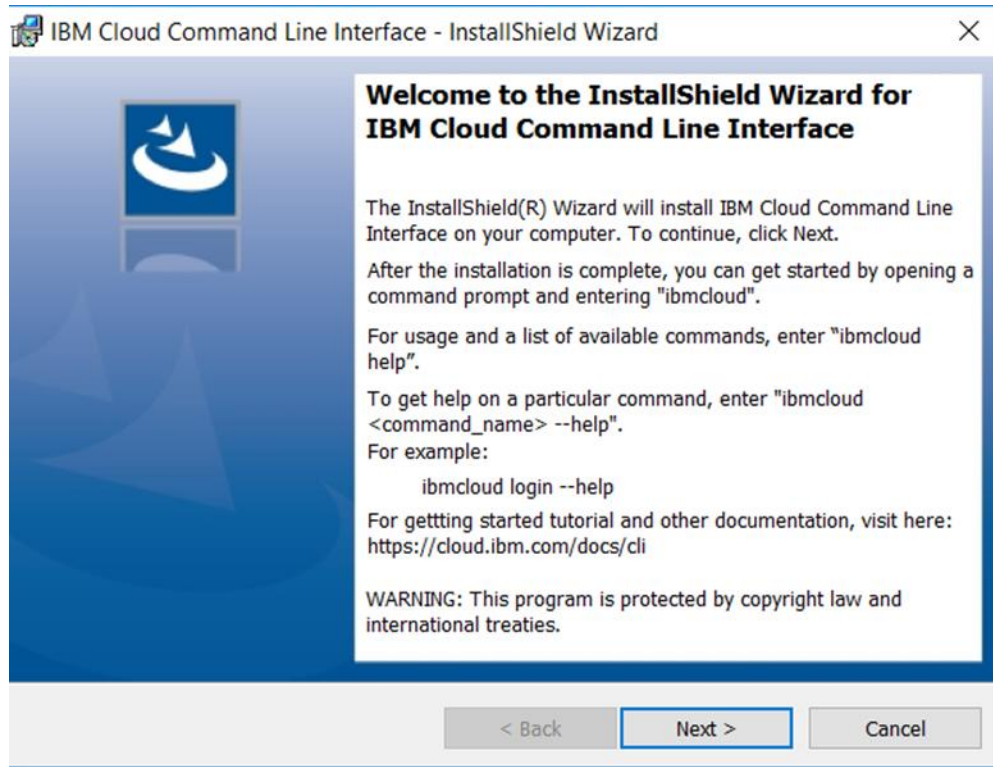 IBM Cloud Command Line Interface - InstallShield Wizard
Welcome to the InstallShield Wizard for
IBM Cloud Command Line Interface
The InstallShield(R) Wizard will install IBM Cloud Command Line
Interface on your computer. To continue, click Next.
After the installation is complete, you can get started by opening a
command prompt and entering "ibmcloud".
For usage and a list of available commands, enter “ibmcloud
help”.
To get help on a particular command, enter "ibmcloud
<command_name> --help".
For example:
ibmcloud login --help
For gettting started tutorial and other documentation, visit here:
https://cloud.ibm.com/docs/cli
WARNING: This program is protected by copyright law and
international treaties.
< Back Next > Cancel